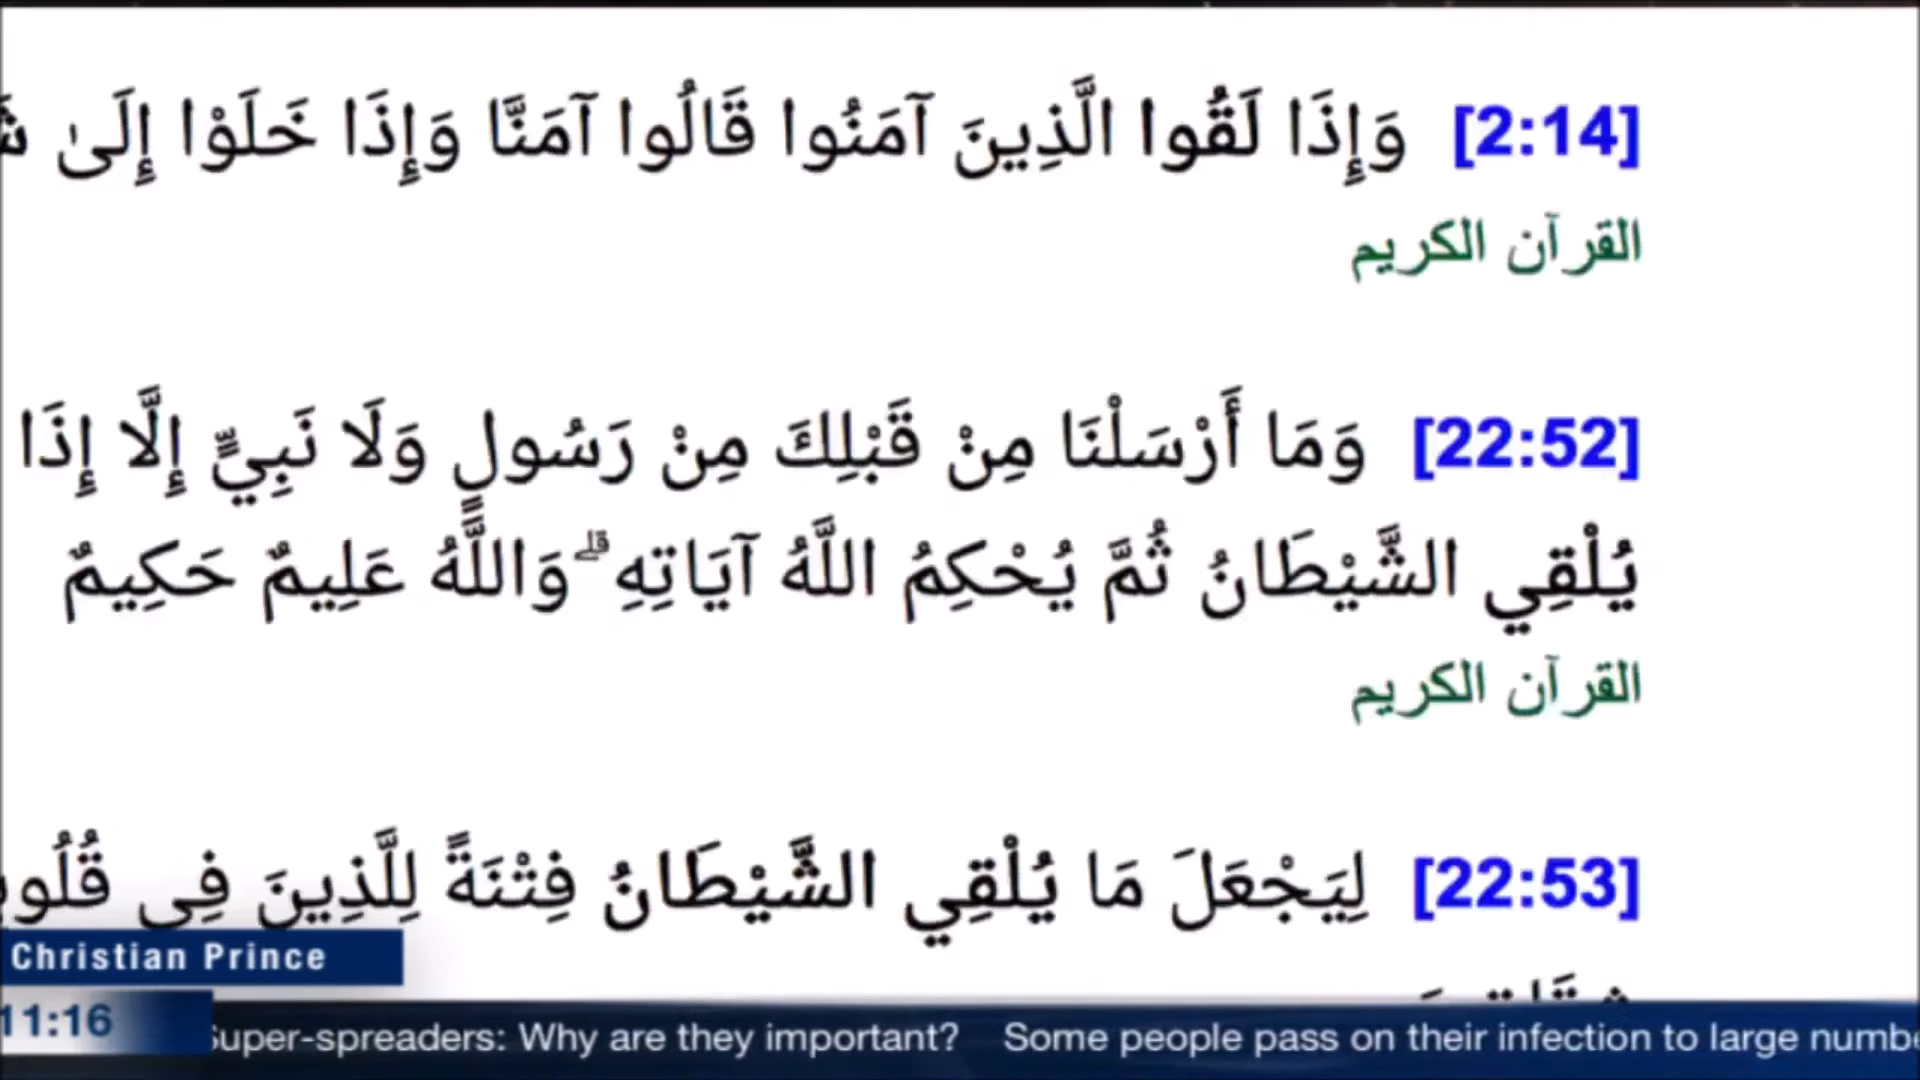 [2:14] وَإِذَا لَقُوا الَّذِينَ آمَنُوا قَالُوا آمَنَّا وَإِذَا خَلَوْا إِلَىٰ
القرآن الكريم
[22:52] وَمَا أَرْسَلْنَا مِنْ قَبْلِكَ مِنْ رَسُولٍ وَلَا نَبِيٍّ إِلَّا إِذَا
يُلْقِي الشَّيْطَانُ ثُمَّ يُحْكِمُ اللَّهُ آيَاتِهِ ۗ وَاللَّهُ عَلِيمٌ حَكِيمٌ
القرآن الكريم
[22:53] لِيَجْعَلَ مَا يُلْقِي الشَّيْطَانُ فِتْنَةً لِلَّذِينَ فِي
Christian Prince
11:16
Super-spreaders: Why are they important? Some people pass on their infection to large